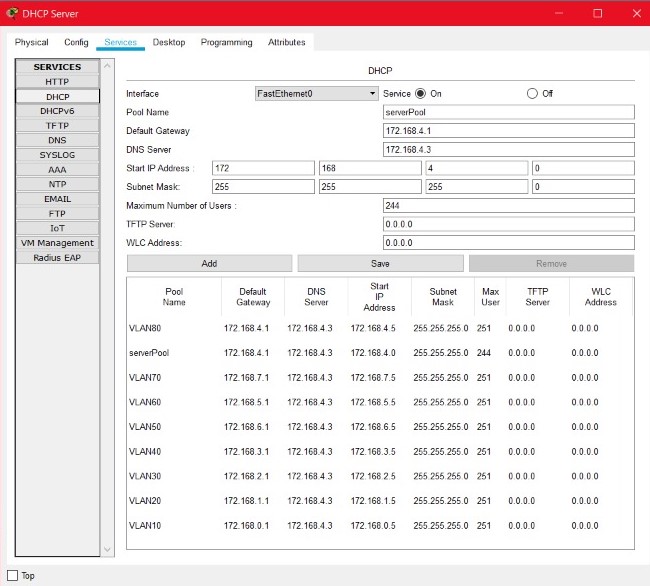 DHCP Server
Physical Config Services Desktop Programming Attributes
SERVICES
HTTP
DHCP
DHCPv6
TFTP
DNS
SYSLOG
AAA
NTP
EMAIL
FTP
IoT
VM Management
Radius EAP
DHCP
Interface FastEthernet0 Service On Off
Pool Name serverPool
Default Gateway 172.168.4.1
DNS Server 172.168.4.3
Start IP Address : 172 168 4 0
Subnet Mask: 255 255 255 0
Maximum Number of Users : 244
TFTP Server: 0.0.0.0
WLC Address: 0.0.0.0
Add Save Remove
Pool Name Default Gateway DNS Server Start IP Address Subnet Mask Max User TFTP Server WLC Address
VLAN80 172.168.4.1 172.168.4.3 172.168.4.5 255.255.255.0 251 0.0.0.0 0.0.0.0
serverPool 172.168.4.1 172.168.4.3 172.168.4.0 255.255.255.0 244 0.0.0.0 0.0.0.0
VLAN70 172.168.7.1 172.168.4.3 172.168.7.5 255.255.255.0 251 0.0.0.0 0.0.0.0
VLAN60 172.168.5.1 172.168.4.3 172.168.5.5 255.255.255.0 251 0.0.0.0 0.0.0.0
VLAN50 172.168.6.1 172.168.4.3 172.168.6.5 255.255.255.0 251 0.0.0.0 0.0.0.0
VLAN40 172.168.3.1 172.168.4.3 172.168.3.5 255.255.255.0 251 0.0.0.0 0.0.0.0
VLAN30 172.168.2.1 172.168.4.3 172.168.2.5 255.255.255.0 251 0.0.0.0 0.0.0.0
VLAN20 172.168.1.1 172.168.4.3 172.168.1.5 255.255.255.0 251 0.0.0.0 0.0.0.0
VLAN10 172.168.0.1 172.168.4.3 172.168.0.5 255.255.255.0 251 0.0.0.0 0.0.0.0
Top